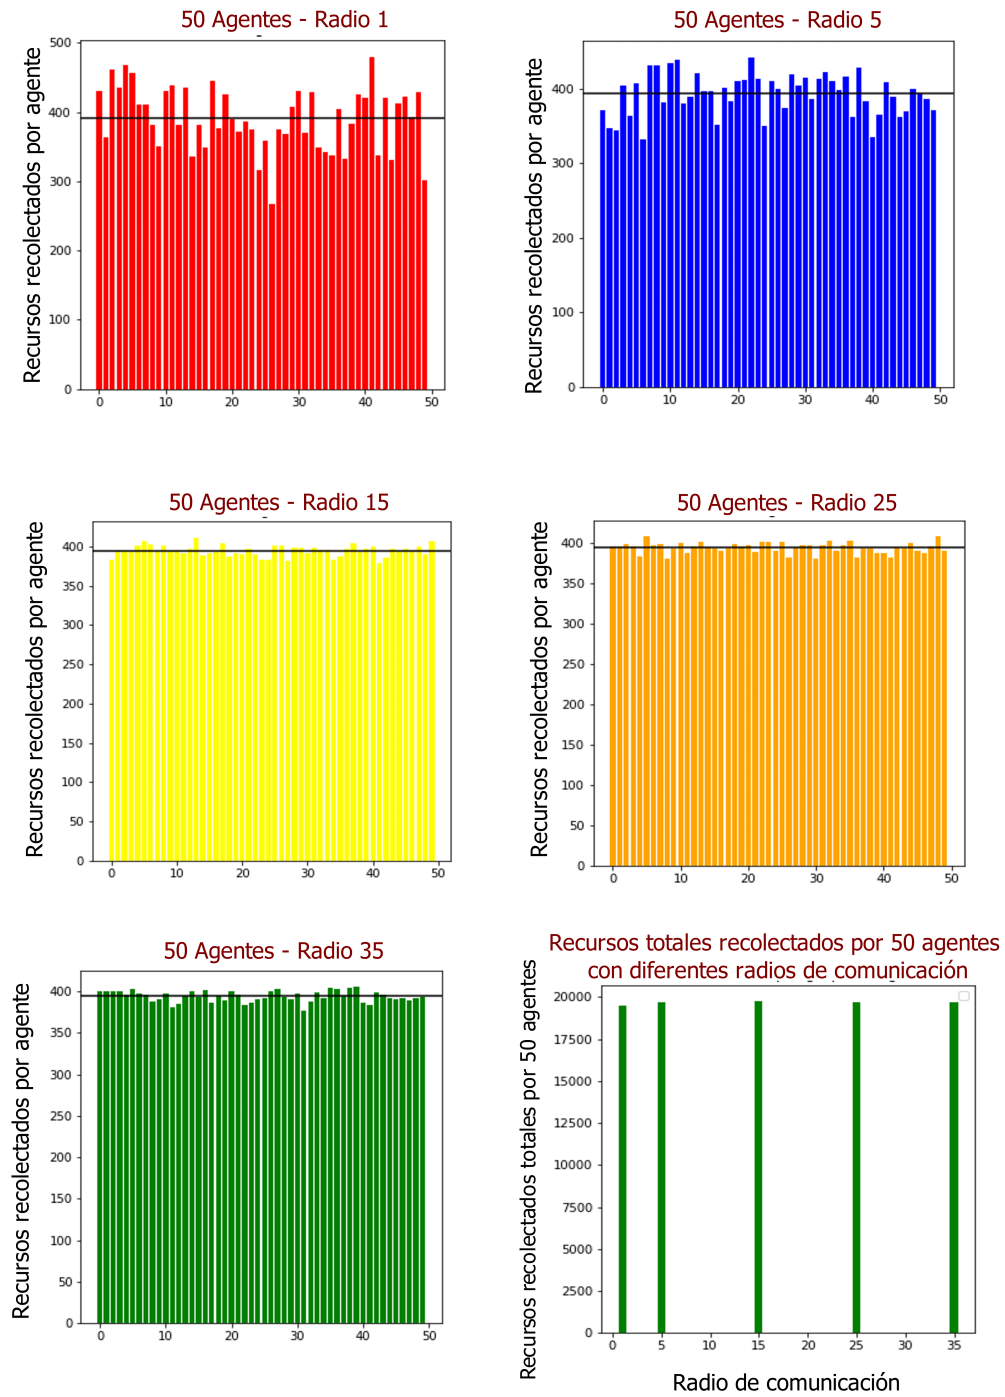 50 Agentes - Radio 1
Recursos recolectados por agente
500
400
300
200
100
0
0 10 20 30 40 50
50 Agentes - Radio 5
Recursos recolectados por agente
400
300
200
100
0
0 10 20 30 40 50
50 Agentes - Radio 15
Recursos recolectados por agente
400
350
300
250
200
150
100
50
0
0 10 20 30 40 50
50 Agentes - Radio 25
Recursos recolectados por agente
400
350
300
250
200
150
100
50
0
0 10 20 30 40 50
50 Agentes - Radio 35
Recursos recolectados por agente
400
350
300
250
200
150
100
50
0
0 10 20 30 40 50
Recursos totales recolectados por 50 agentes
con diferentes radios de comunicación
Recursos recolectados totales por 50 agentes
20000
17500
15000
12500
10000
7500
5000
2500
0
0 5 10 15 20 25 30 35
Radio de comunicación